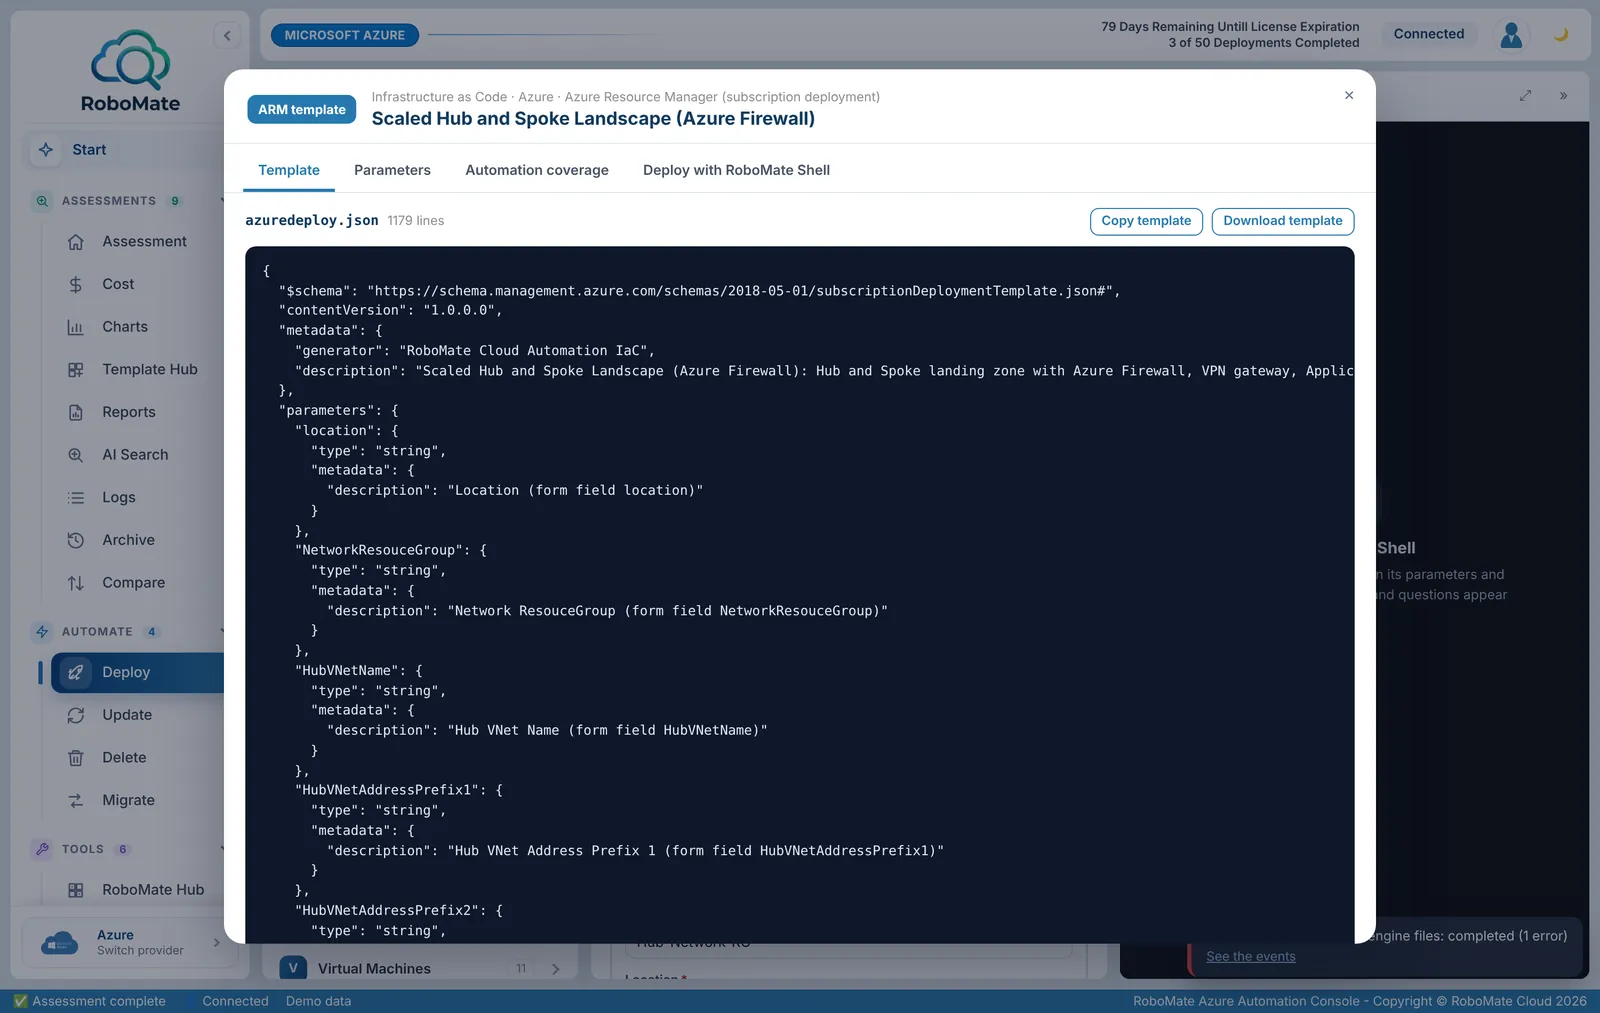 MICROSOFT AZURE
79 Days Remaining Untill License Expiration
3 of 50 Deployments Completed
Connected
RoboMate
Start
ASSESSMENTS 9
Assessment
Cost
Charts
Template Hub
Reports
AI Search
Logs
Archive
Compare
AUTOMATE 4
Deploy
Update
Delete
Migrate
TOOLS 6
RoboMate Hub
Azure
Switch provider
ARM template
Infrastructure as Code · Azure · Azure Resource Manager (subscription deployment)
Scaled Hub and Spoke Landscape (Azure Firewall)
Template Parameters Automation coverage Deploy with RoboMate Shell
azuredeploy.json 1179 lines
Copy template Download template
{
"$schema": "https://schema.management.azure.com/schemas/2018-05-01/subscriptionDeploymentTemplate.json#",
"contentVersion": "1.0.0.0",
"metadata": {
"generator": "RoboMate Cloud Automation IaC",
"description": "Scaled Hub and Spoke Landscape (Azure Firewall): Hub and Spoke landing zone with Azure Firewall, VPN gateway, Applic
},
"parameters": {
"location": {
"type": "string",
"metadata": {
"description": "Location (form field location)"
}
},
"NetworkResouceGroup": {
"type": "string",
"metadata": {
"description": "Network ResouceGroup (form field NetworkResouceGroup)"
}
},
"HubVNetName": {
"type": "string",
"metadata": {
"description": "Hub VNet Name (form field HubVNetName)"
}
},
"HubVNetAddressPrefix1": {
"type": "string",
"metadata": {
"description": "Hub VNet Address Prefix 1 (form field HubVNetAddressPrefix1)"
}
},
"HubVNetAddressPrefix2": {
"type": "string",
Shell
n its parameters and
and questions appear
engine files: completed (1 error)
See the events
V Virtual Machines 11
✅ Assessment complete Connected Demo data
RoboMate Azure Automation Console - Copyright © RoboMate Cloud 2026